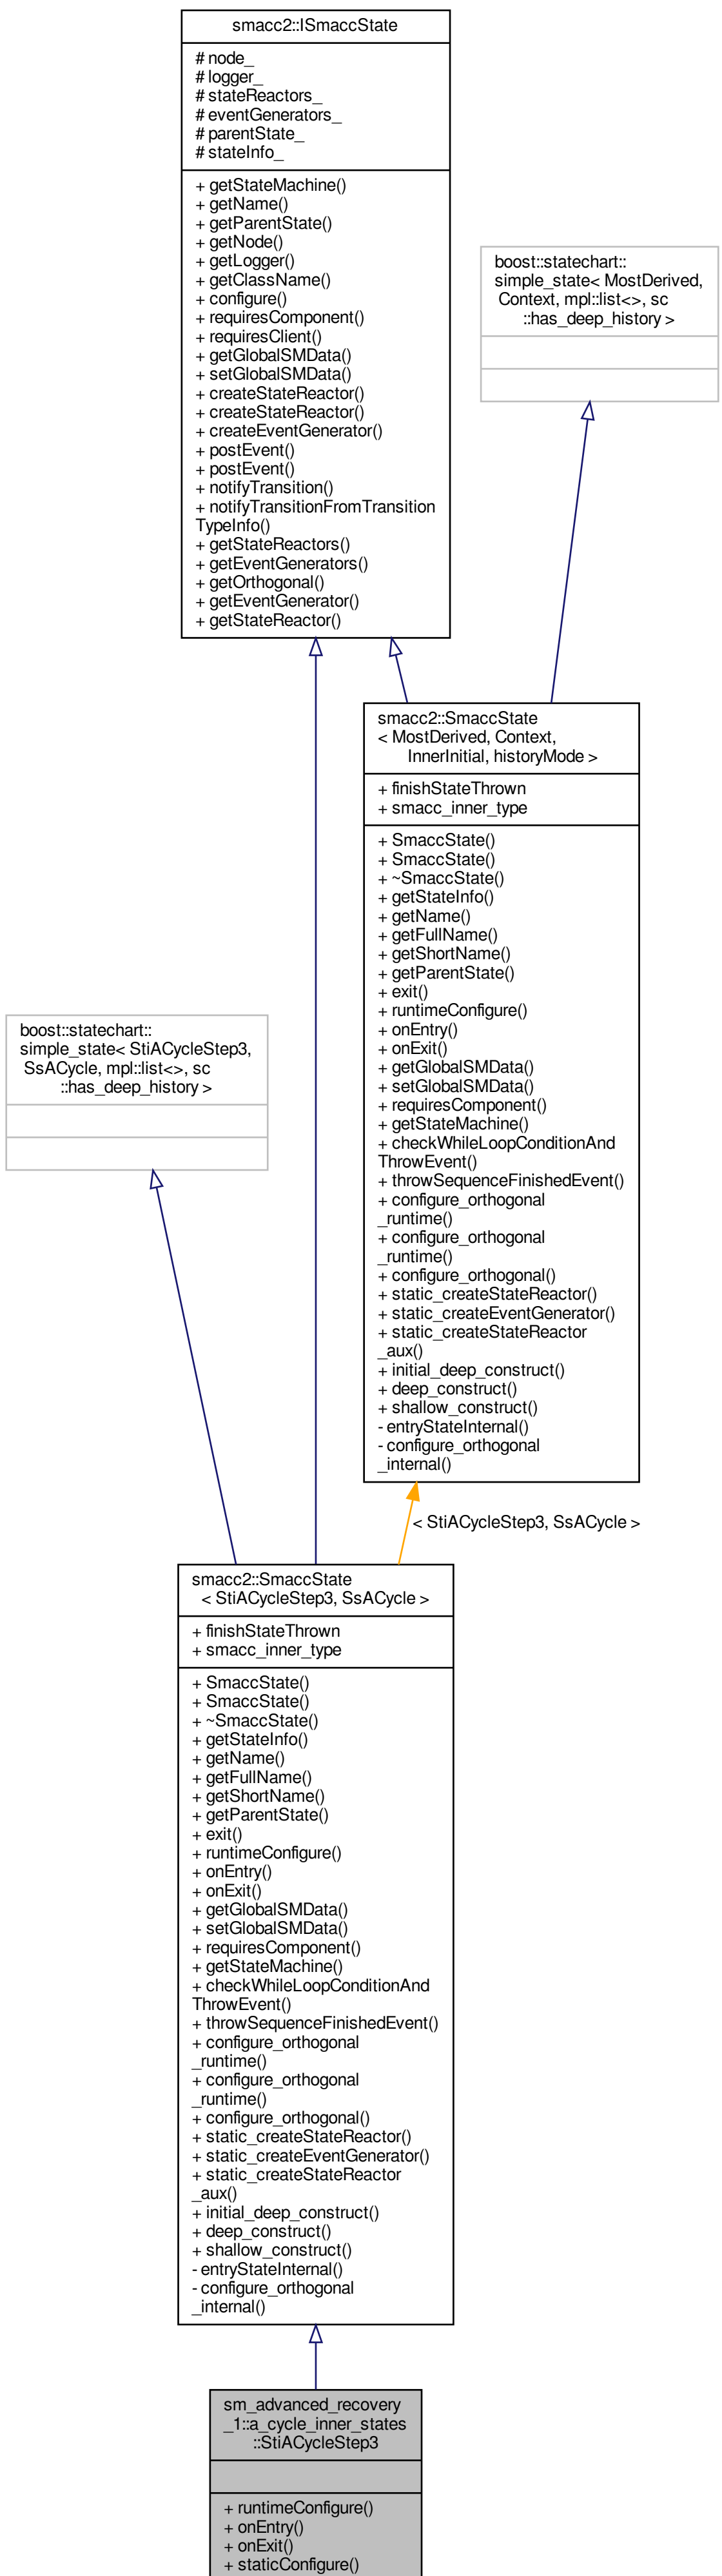 smacc2::ISmaccState
# node_
# logger_
# stateReactors_
# eventGenerators_
# parentState_
# stateInfo_
+ getStateMachine()
+ getName()
+ getParentState()
+ getNode()
+ getLogger()
+ getClassName()
+ configure()
+ requiresComponent()
+ requiresClient()
+ getGlobalSMData()
+ setGlobalSMData()
+ createStateReactor()
+ createStateReactor()
+ createEventGenerator()
+ postEvent()
+ postEvent()
+ notifyTransition()
+ notifyTransitionFromTransition
TypeInfo()
+ getStateReactors()
+ getEventGenerators()
+ getOrthogonal()
+ getEventGenerator()
+ getStateReactor()
boost::statechart::
simple_state< MostDerived,
Context, mpl::list<>, sc
::has_deep_history >
smacc2::SmaccState
< MostDerived, Context,
InnerInitial, historyMode >
+ finishStateThrown
+ smacc_inner_type
+ SmaccState()
+ SmaccState()
+ ~SmaccState()
+ getStateInfo()
+ getName()
+ getFullName()
+ getShortName()
+ getParentState()
+ exit()
+ runtimeConfigure()
+ onEntry()
+ onExit()
+ getGlobalSMData()
+ setGlobalSMData()
+ requiresComponent()
+ getStateMachine()
+ checkWhileLoopConditionAnd
ThrowEvent()
+ throwSequenceFinishedEvent()
+ configure_orthogonal
_runtime()
+ configure_orthogonal
_runtime()
+ configure_orthogonal()
+ static_createStateReactor()
+ static_createEventGenerator()
+ static_createStateReactor
_aux()
+ initial_deep_construct()
+ deep_construct()
+ shallow_construct()
- entryStateInternal()
- configure_orthogonal
_internal()
boost::statechart::
simple_state< StiACycleStep3,
SsACycle, mpl::list<>, sc
::has_deep_history >
< StiACycleStep3, SsACycle >
smacc2::SmaccState
< StiACycleStep3, SsACycle >
+ finishStateThrown
+ smacc_inner_type
+ SmaccState()
+ SmaccState()
+ ~SmaccState()
+ getStateInfo()
+ getName()
+ getFullName()
+ getShortName()
+ getParentState()
+ exit()
+ runtimeConfigure()
+ onEntry()
+ onExit()
+ getGlobalSMData()
+ setGlobalSMData()
+ requiresComponent()
+ getStateMachine()
+ checkWhileLoopConditionAnd
ThrowEvent()
+ throwSequenceFinishedEvent()
+ configure_orthogonal
_runtime()
+ configure_orthogonal
_runtime()
+ configure_orthogonal()
+ static_createStateReactor()
+ static_createEventGenerator()
+ static_createStateReactor
_aux()
+ initial_deep_construct()
+ deep_construct()
+ shallow_construct()
- entryStateInternal()
- configure_orthogonal
_internal()
sm_advanced_recovery
_1::a_cycle_inner_states
::StiACycleStep3
+ runtimeConfigure()
+ onEntry()
+ onExit()
+ staticConfigure()